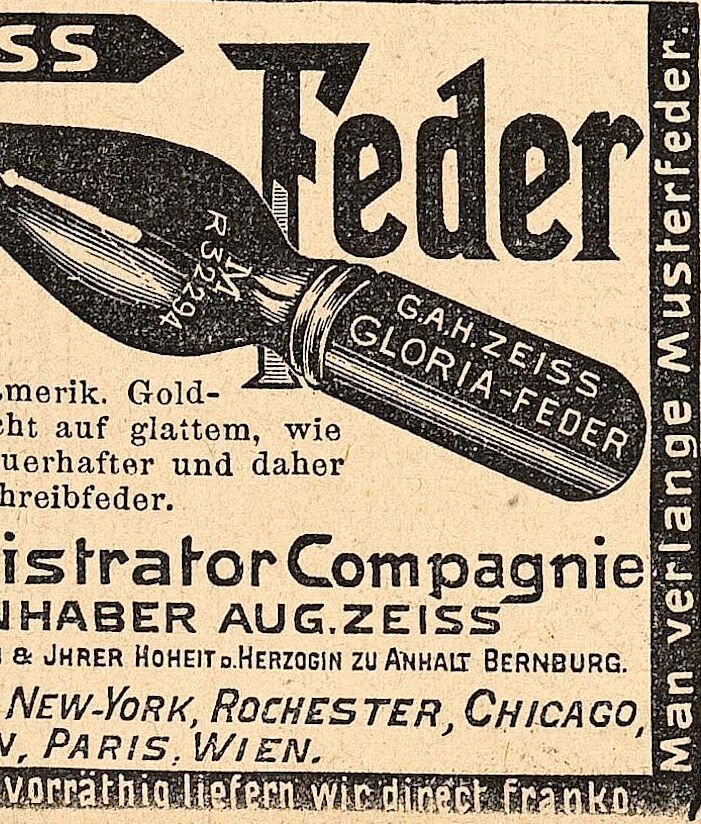 SS
Feder
R M
32294
G.A.H. ZEISS
GLORIA-FEDER
merik. Gold-
cht auf glattem, wie
uerhafter und daher
hreibfeder.
istrator Compagnie
NHABER AUG. ZEISS
& JHRER HOHEIT D. HERZOGIN ZU ANHALT BERNBURG.
NEW-YORK, ROCHESTER, CHICAGO,
N, PARIS, WIEN.
vorräthig liefern wir direct franko.
Man verlange Musterfeder.